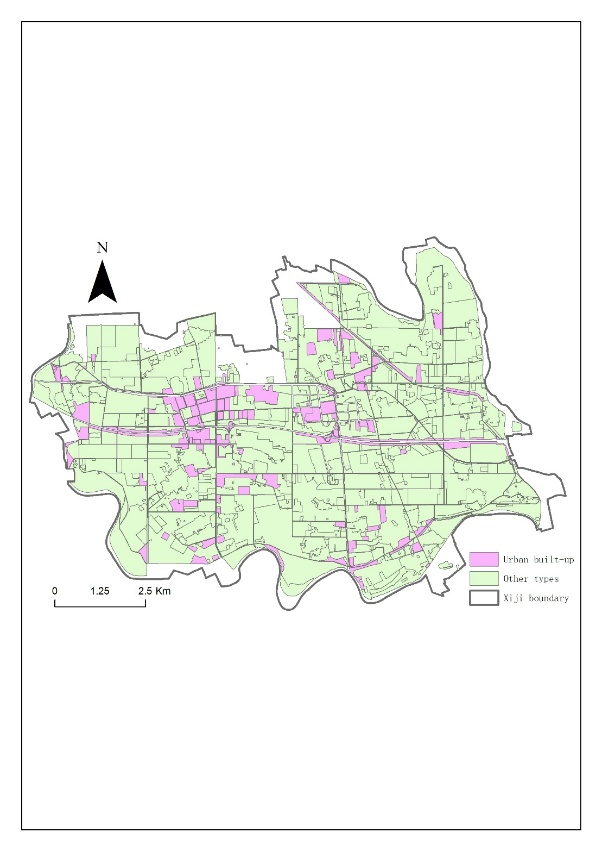 N
0 1.25 2.5 Km
Urban built-up
Other types
Xiji boundary